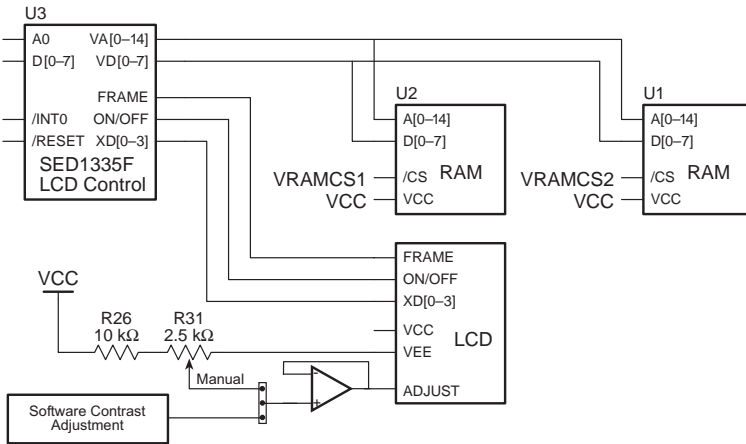 U3
A0 VA[0–14]
D[0–7] VD[0–7]
FRAME
/INT0 ON/OFF
/RESET XD[0–3]
SED1335F
LCD Control
U2
A[0–14]
D[0–7]
RAM
VRAMCS1 /CS
VCC VCC
U1
A[0–14]
D[0–7]
RAM
VRAMCS2 /CS
VCC VCC
FRAME
ON/OFF
XD[0–3]
VCC
LCD
VEE
ADJUST
VCC
R26
10 kΩ
R31
2.5 kΩ
Manual
-
+
Software Contrast
Adjustment